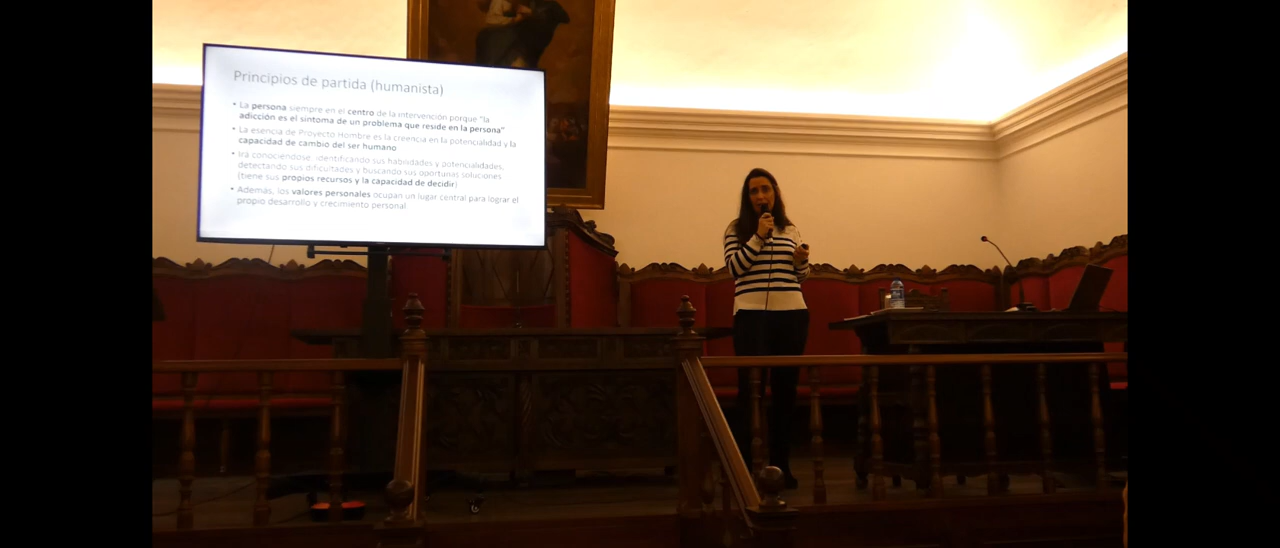 Principios de partida (humanista)
• La persona siempre en el centro de la intervención porque "la
adicción es el síntoma de un problema que reside en la persona"
• La esencia de Proyecto Hombre es la creencia en la potencialidad y la
capacidad de cambio del ser humano
• Irá conociéndose identificando sus habilidades y potencialidades,
detectando sus dificultades y buscando sus oportunas soluciones
(tiene sus propios recursos y la capacidad de decidir)
• Además, los valores personales ocupan un lugar central para lograr el
propio desarrollo y crecimiento personal